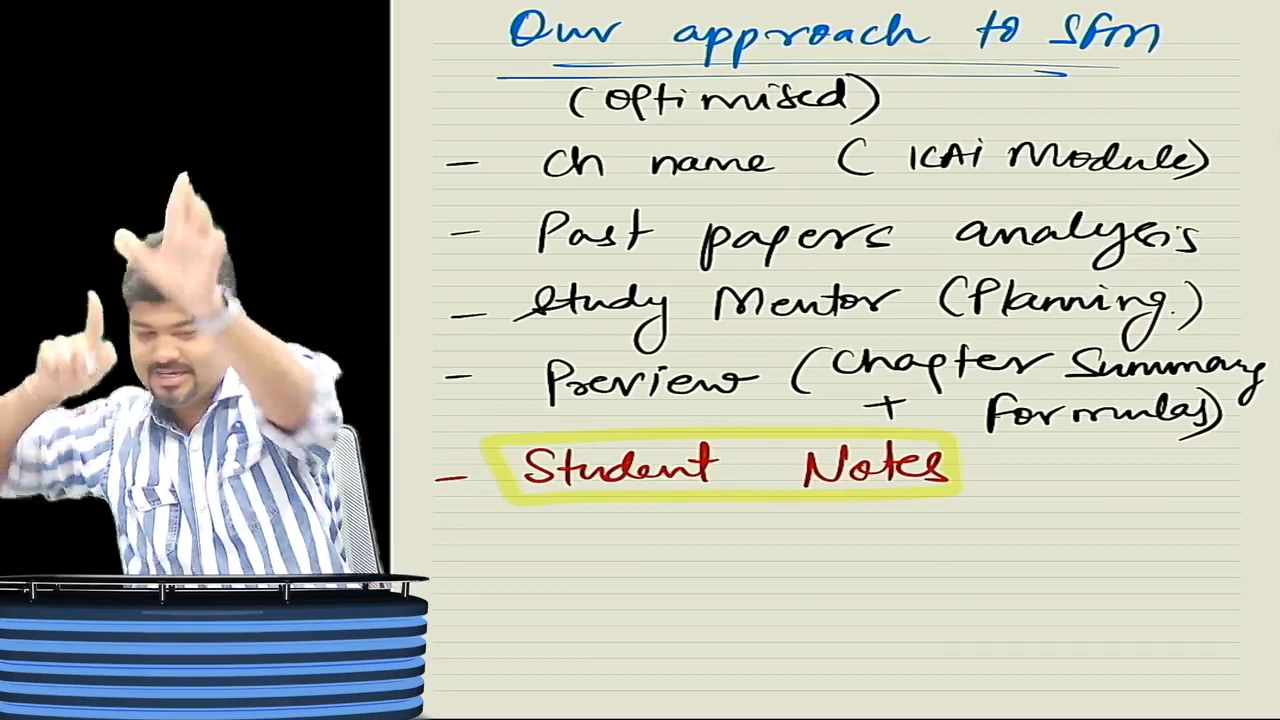 Our approach to SFM
(optimised)
- Ch name (ICAI Module)
- Past papers analysis
- Study Mentor (Planning.)
- Preview (Chapter Summary
+ Formulas)
- Student Notes